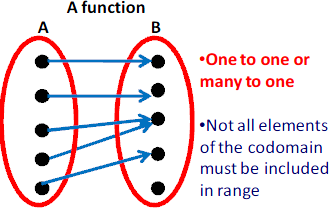 A function
A
B
•One to one or
many to one
•Not all elements
of the codomain
must be included
in range